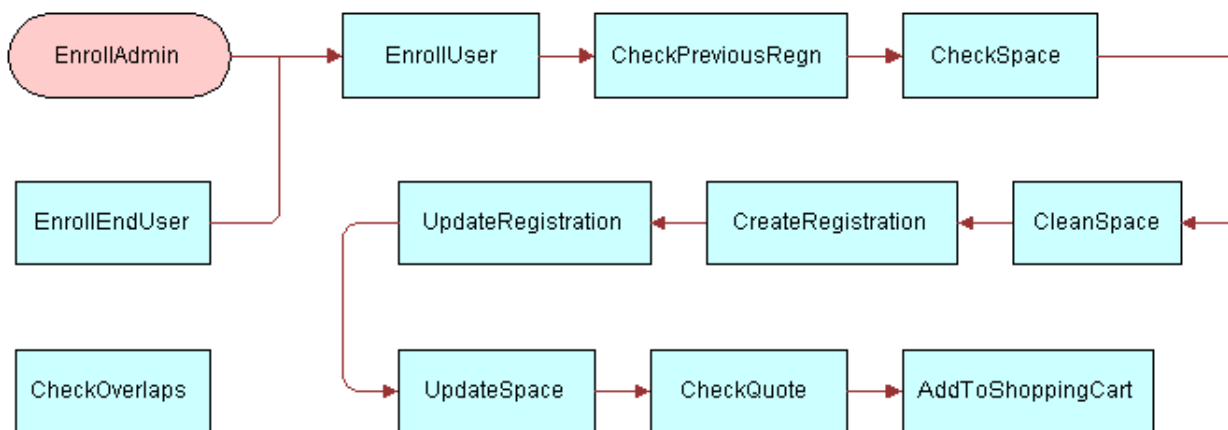 EnrollAdmin
EnrollUser
CheckPreviousRegn
CheckSpace
EnrollEndUser
UpdateRegistration
CreateRegistration
CleanSpace
CheckOverlaps
UpdateSpace
CheckQuote
AddToShoppingCart